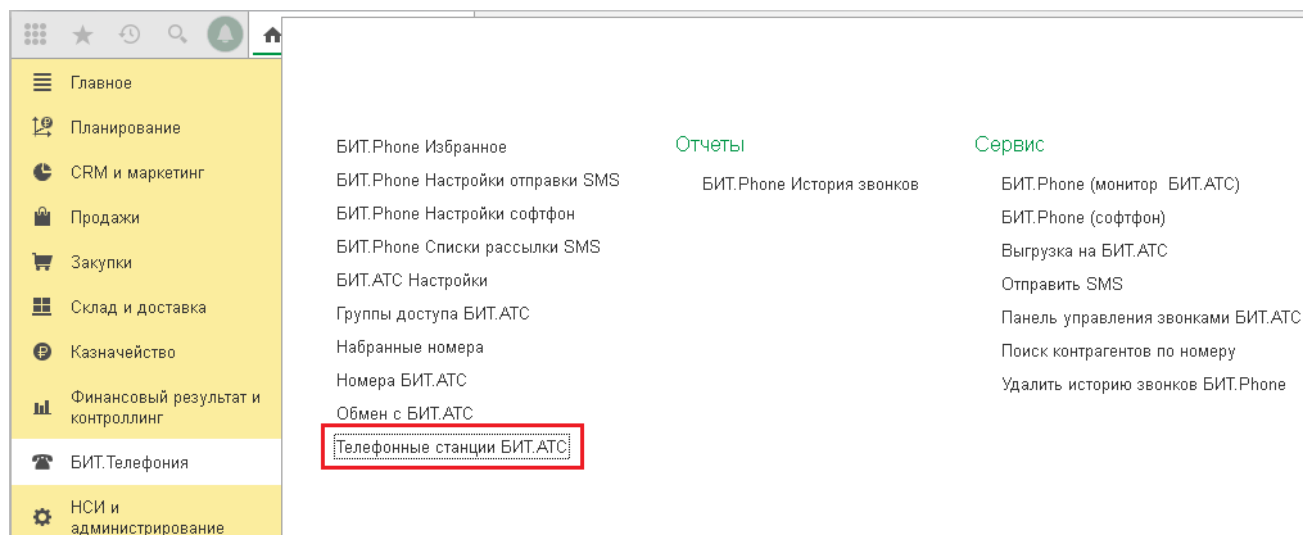 Главное
Планирование
CRM и маркетинг
Продажи
Закупки
Склад и доставка
Казначейство
Финансовый результат и
контроллинг
БИТ.Телефония
НСИ и
администрирование
БИТ.Phone Избранное
БИТ.Phone Настройки отправки SMS
БИТ.Phone Настройки софтфон
БИТ.Phone Списки рассылки SMS
БИТ.АТС Настройки
Группы доступа БИТ.АТС
Набранные номера
Номера БИТ.АТС
Обмен с БИТ.АТС
Телефонные станции БИТ.АТС
Отчеты
БИТ.Phone История звонков
Сервис
БИТ.Phone (монитор БИТ.АТС)
БИТ.Phone (софтфон)
Выгрузка на БИТ.АТС
Отправить SMS
Панель управления звонками БИТ.АТС
Поиск контрагентов по номеру
Удалить историю звонков БИТ.Phone